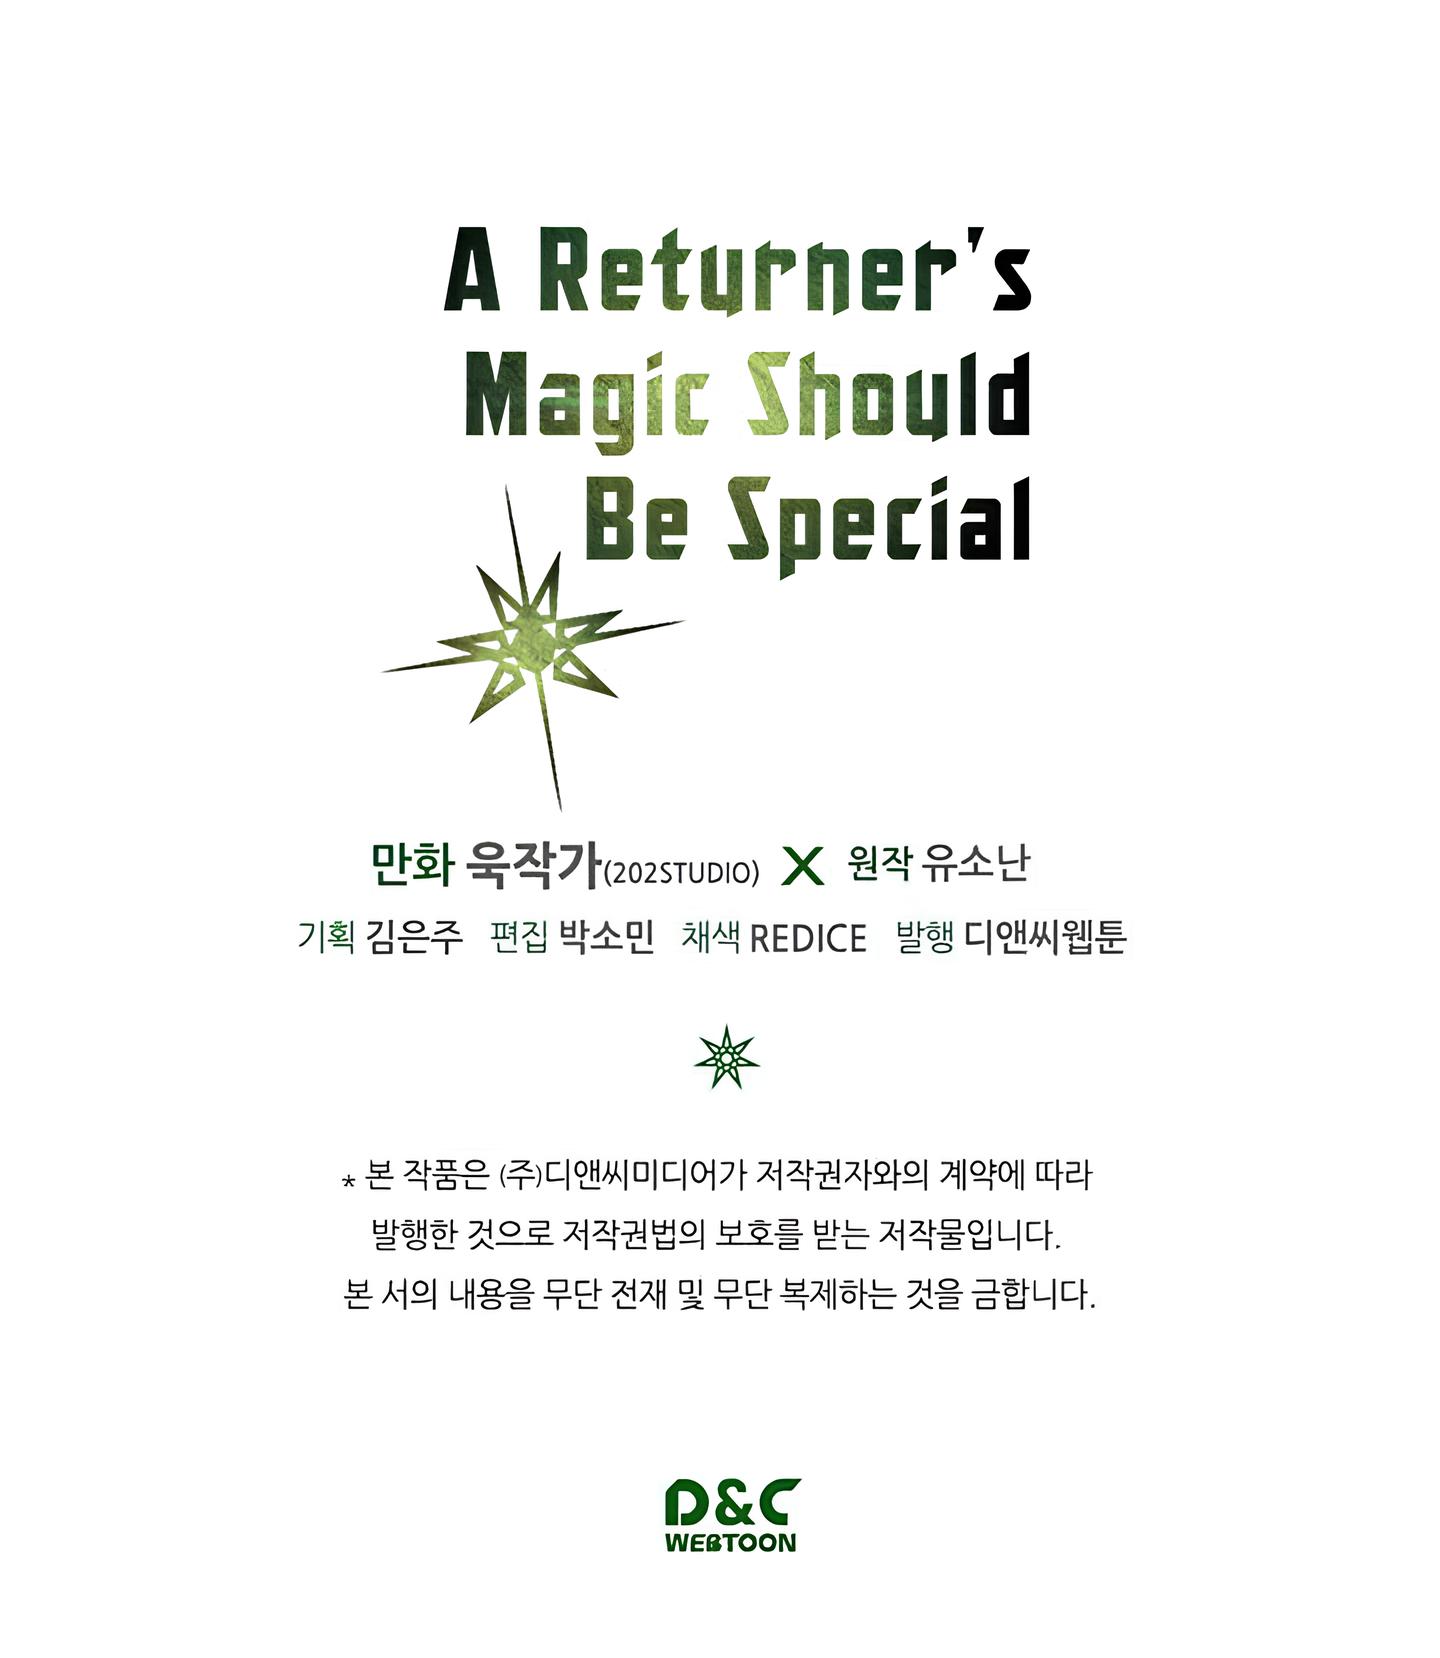 A Returner's
Magic Should
Be Special
만화 욱작가(202STUDIO) X 원작 유소난
기획 김은주 편집 박소민 채색 REDICE 발행 디앤씨웹툰
* 본 작품은 (주)디앤씨미디어가 저작권자와의 계약에 따라
발행한 것으로 저작권법의 보호를 받는 저작물입니다.
본 서의 내용을 무단 전재 및 무단 복제하는 것을 금합니다.
D&C
WEBTOON